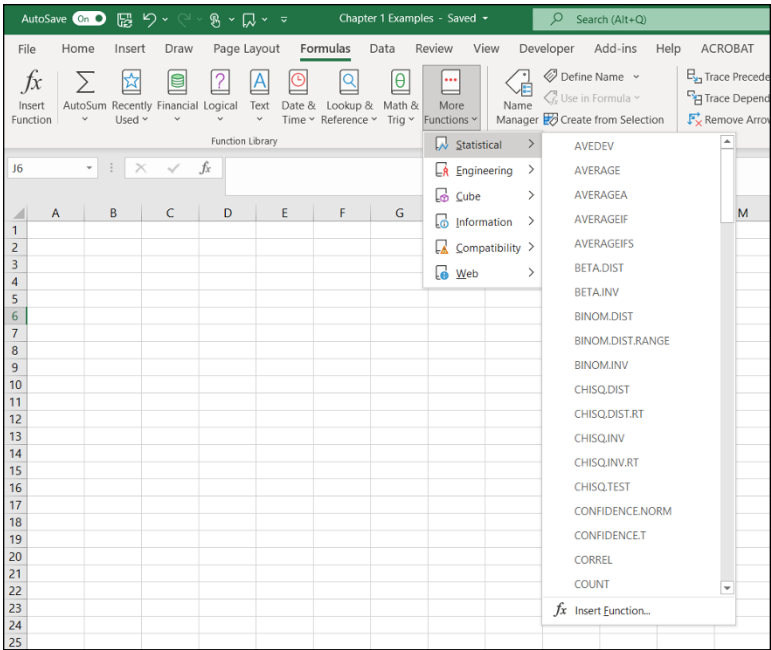 AutoSave On Chapter 1 Examples - Saved Search (Alt+Q)
File Home Insert Draw Page Layout Formulas Data Review View Developer Add-ins Help ACROBAT
fx Insert Function
Σ AutoSum
Recently Used
Financial
Logical
Text
Date & Time
Lookup & Reference
Math & Trig
More Functions
Name Manager
Define Name
Use in Formula
Create from Selection
Trace Precede
Trace Depend
Remove Arrow
Function Library
J6 fx
A B C D E F G M
1
2
3
4
5
6
7
8
9
10
11
12
13
14
15
16
17
18
19
20
21
22
23
24
25
Statistical
Engineering
Cube
Information
Compatibility
Web
AVEDEV
AVERAGE
AVERAGEA
AVERAGEIF
AVERAGEIFS
BETA.DIST
BETA.INV
BINOM.DIST
BINOM.DIST.RANGE
BINOM.INV
CHISQ.DIST
CHISQ.DIST.RT
CHISQ.INV
CHISQ.INV.RT
CHISQ.TEST
CONFIDENCE.NORM
CONFIDENCE.T
CORREL
COUNT
fx Insert Function...